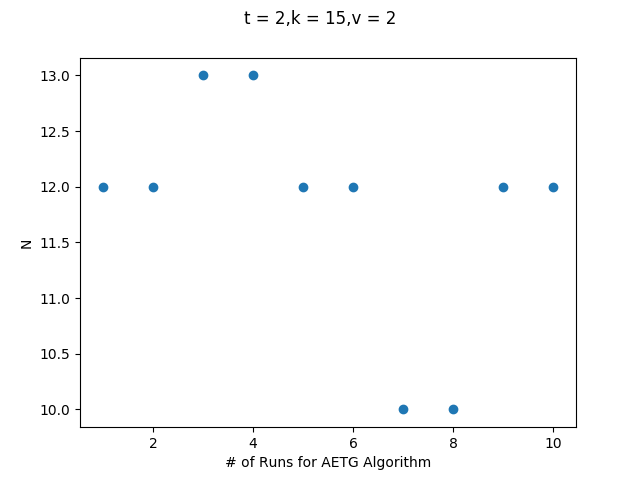 t = 2,k = 15,v = 2
13.0
12.5
12.0
11.5
11.0
10.5
10.0
N
2 4 6 8 10
# of Runs for AETG Algorithm